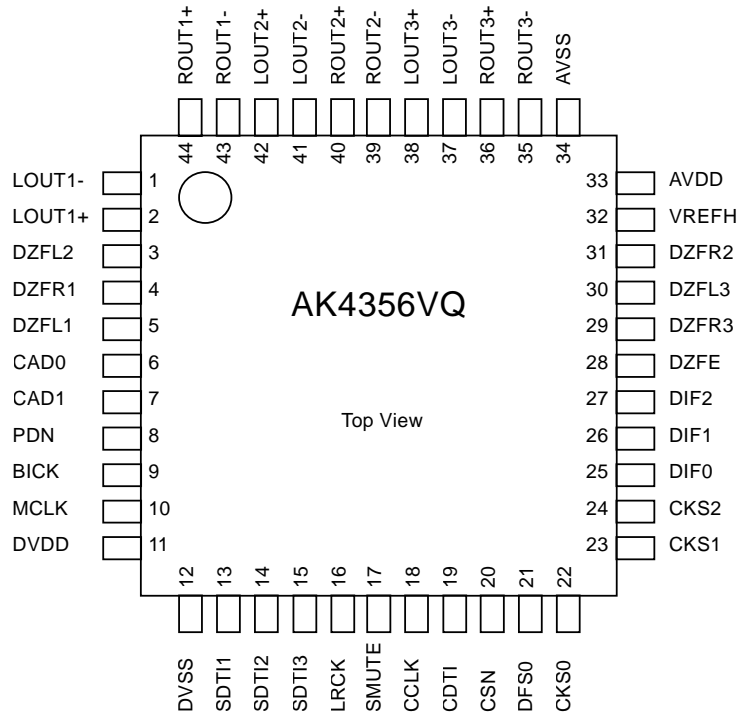 ROUT1+ ROUT1- LOUT2+ LOUT2- ROUT2+ ROUT2- LOUT3+ LOUT3- ROUT3+ ROUT3- AVSS
44 43 42 41 40 39 38 37 36 35 34
LOUT1- 1 33 AVDD
LOUT1+ 2 32 VREFH
DZFL2 3 31 DZFR2
DZFR1 4 30 DZFL3
DZFL1 5 29 DZFR3
CAD0 6 28 DZFE
CAD1 7 27 DIF2
PDN 8 26 DIF1
BICK 9 25 DIF0
MCLK 10 24 CKS2
DVDD 11 23 CKS1
AK4356VQ
Top View
12 13 14 15 16 17 18 19 20 21 22
DVSS SDTI1 SDTI2 SDTI3 LRCK SMUTE CCLK CDTI CSN DFS0 CKS0